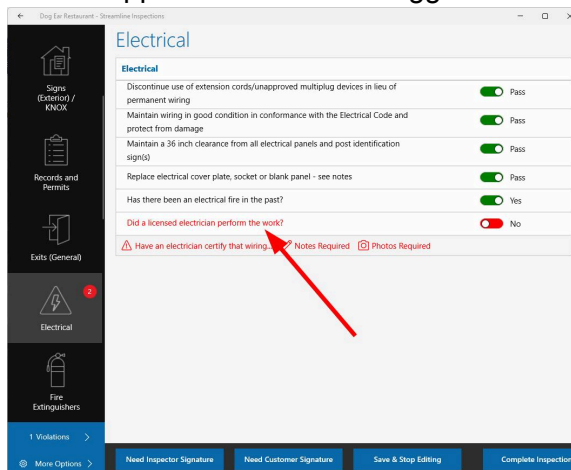 Dog Ear Restaurant - Streamline Inspections
Electrical
Signs
(Exterior) /
KNOX
Records and
Permits
Exits (General)
2
Electrical
Fire
Extinguishers
1 Violations
More Options
Electrical
Discontinue use of extension cords/unapproved multiplug devices in lieu of
permanent wiring
Pass
Maintain wiring in good condition in conformance with the Electrical Code and
protect from damage
Pass
Maintain a 36 inch clearance from all electrical panels and post identification
sign(s)
Pass
Replace electrical cover plate, socket or blank panel - see notes
Pass
Has there been an electrical fire in the past?
Yes
Did a licensed electrician perform the work?
No
Have an electrician certify that wiring... Notes Required Photos Required
Need Inspector Signature
Need Customer Signature
Save & Stop Editing
Complete Inspection